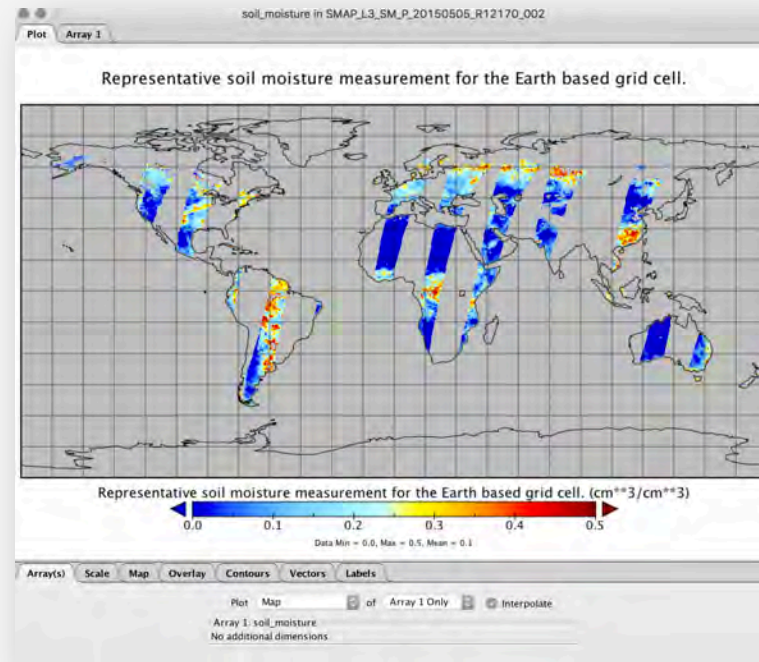 soil_moisture in SMAP_L3_SM_P_20150505_R12170_002
Plot Array 1
Representative soil moisture measurement for the Earth based grid cell.
Representative soil moisture measurement for the Earth based grid cell. (cm**3/cm**3)
0.0 0.1 0.2 0.3 0.4 0.5
Data Min = 0.0, Max = 0.5, Mean = 0.1
Array(s) Scale Map Overlay Contours Vectors Labels
Plot Map of Array 1 Only Interpolate
Array 1: soil_moisture
No additional dimensions